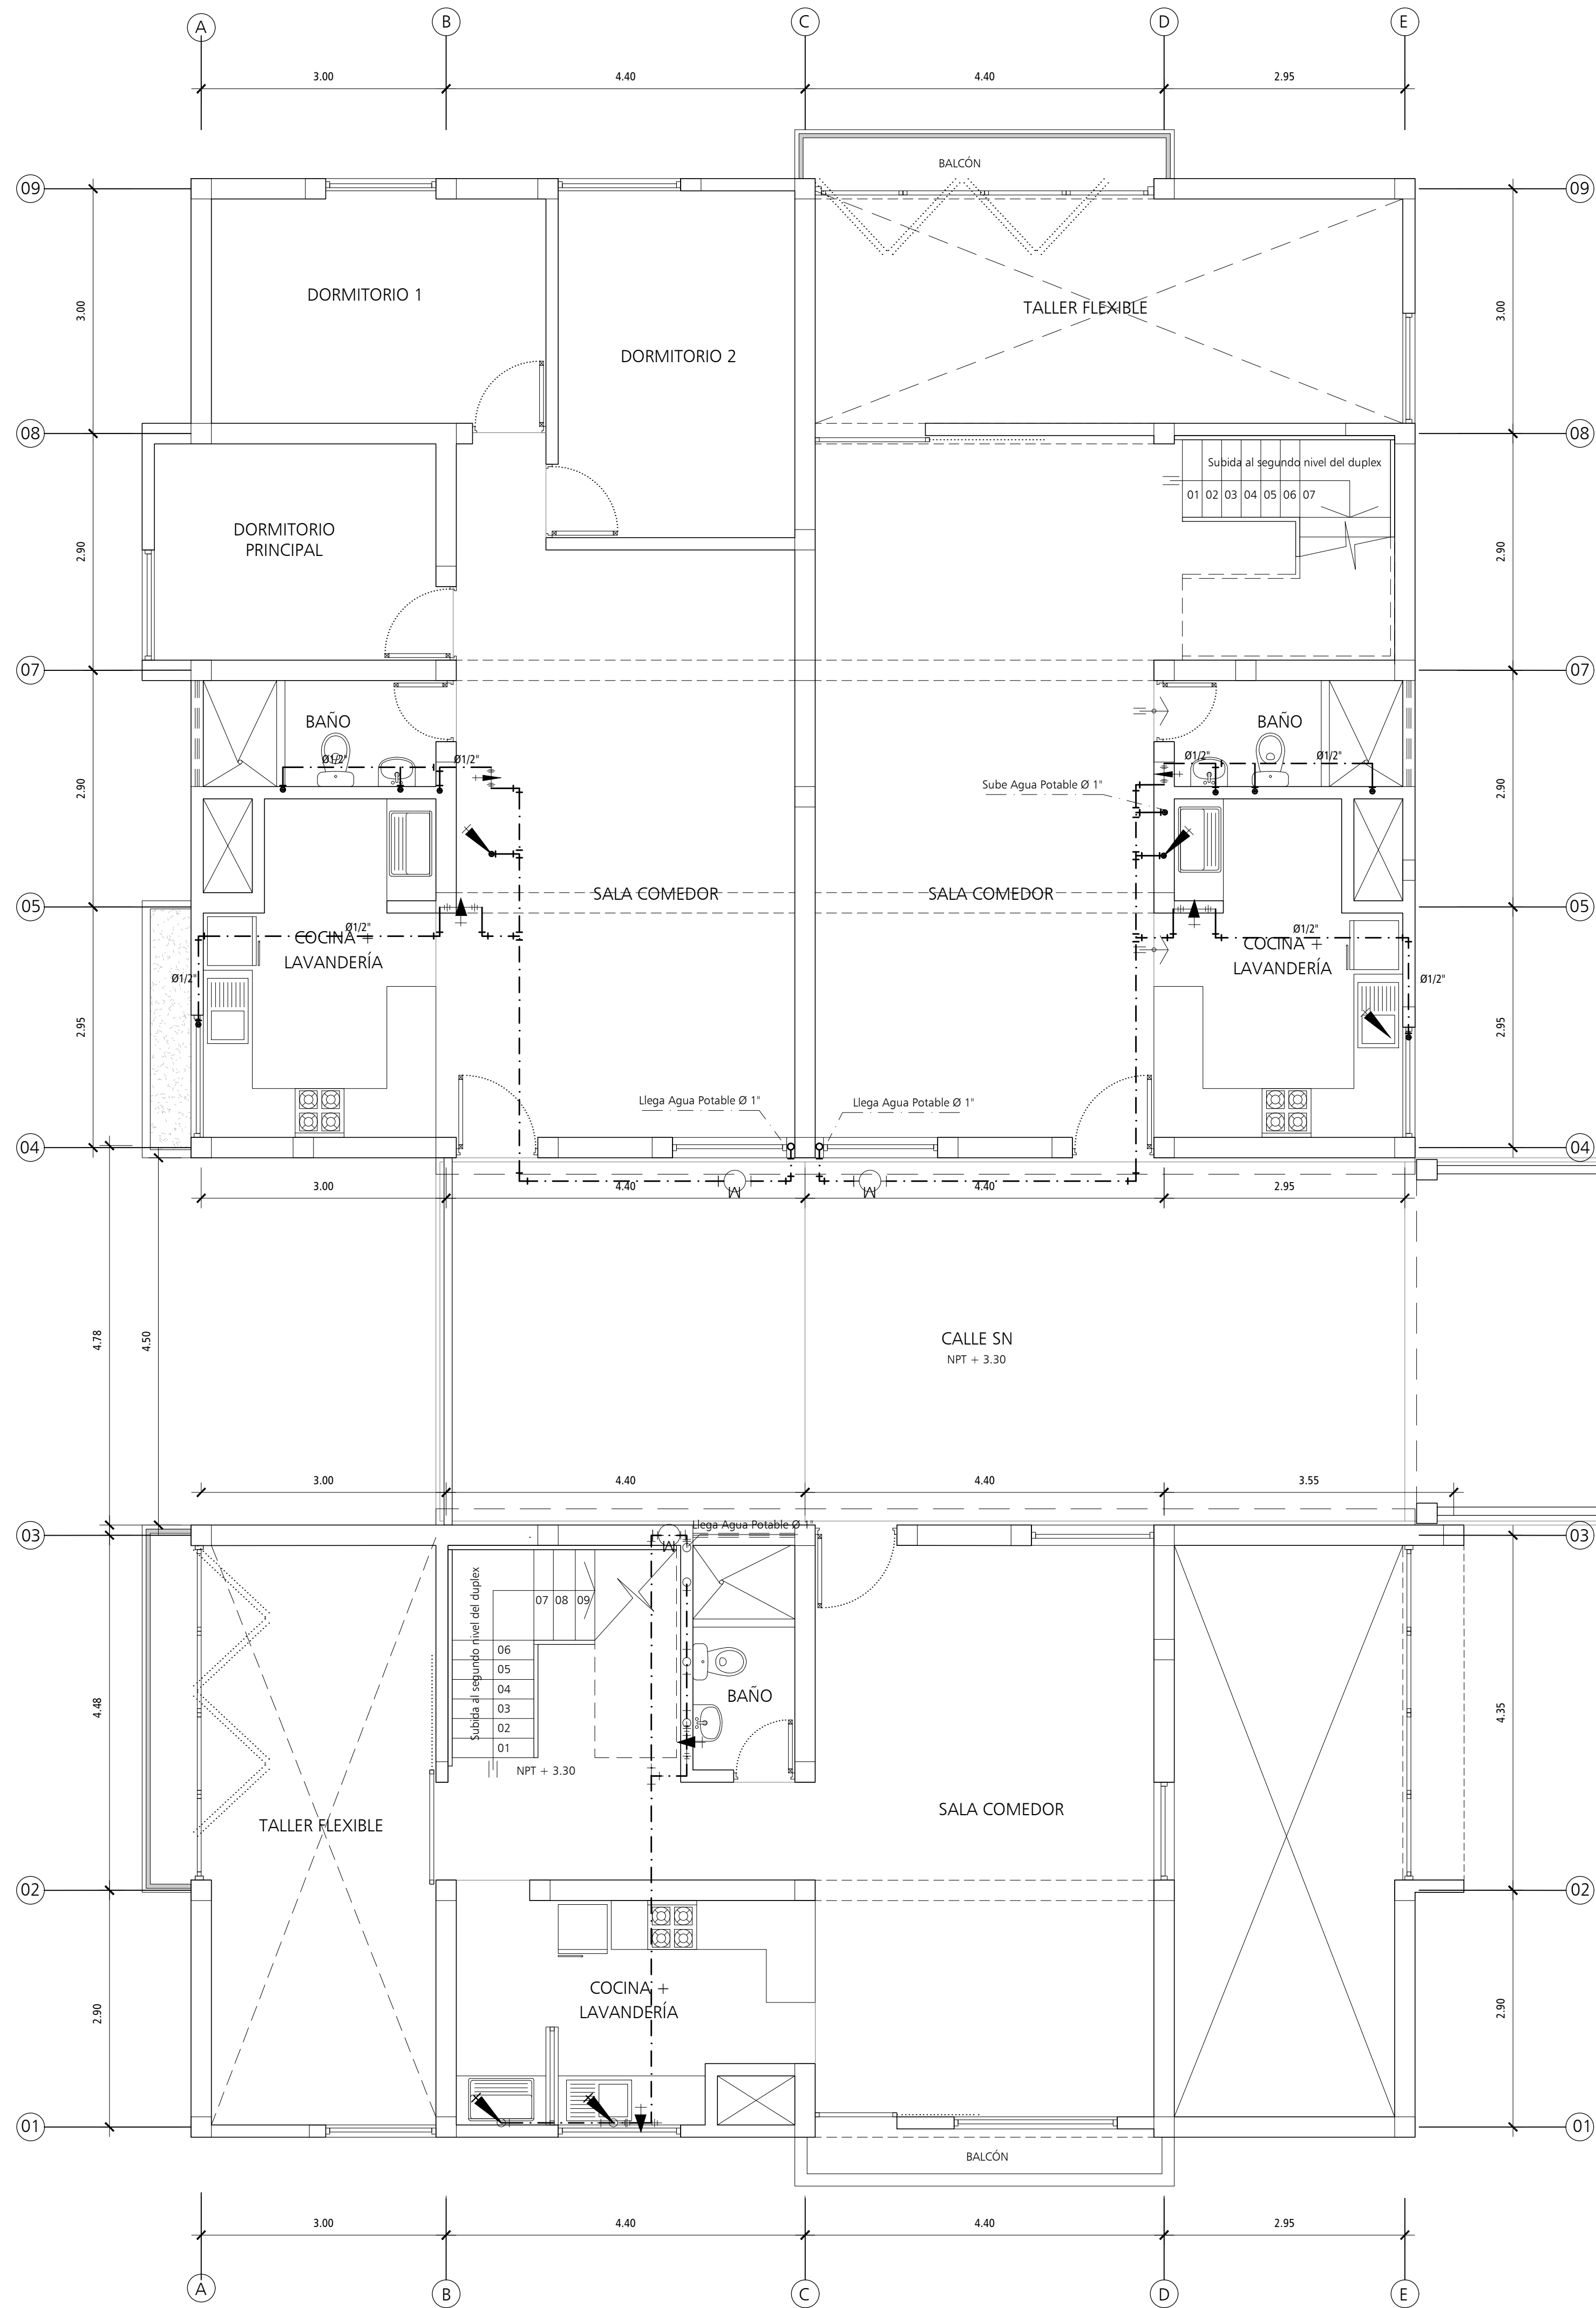 A
B
C
D
E
3.00
4.40
4.40
2.95
BALCÓN
09
09
DORMITORIO 1
3.00
TALLER FLEXIBLE
3.00
DORMITORIO 2
08
08
Subida al segundo nivel del duplex
01 02 03 04 05 06 07
DORMITORIO
PRINCIPAL
2.90
2.90
07
07
BAÑO
BAÑO
Ø1/2"
Ø1/2"
Ø1/2"
Ø1/2"
2.90
Sube Agua Potable Ø 1"
2.90
SALA COMEDOR
SALA COMEDOR
05
05
Ø1/2"
Ø1/2"
COCINA +
LAVANDERÍA
COCINA +
LAVANDERÍA
Ø1/2"
Ø1/2"
2.95
2.95
Llega Agua Potable Ø 1"
Llega Agua Potable Ø 1"
04
04
M
M
3.00
4.40
4.40
2.95
4.78
4.50
CALLE SN
NPT + 3.30
3.00
4.40
4.40
3.55
Llega Agua Potable Ø 1"
03
03
M
Subida al segundo nivel del duplex
07 08 09
06
05
04
03
02
01
BAÑO
4.48
4.35
NPT + 3.30
SALA COMEDOR
TALLER FLEXIBLE
02
02
COCINA +
LAVANDERÍA
2.90
2.90
01
01
BALCÓN
3.00
4.40
4.40
2.95
A
B
C
D
E